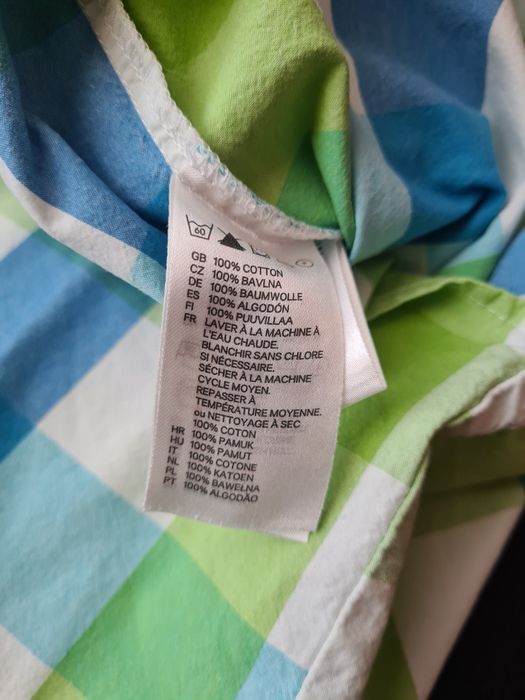 60
GB 100% COTTON
CZ 100% BAVLNA
DE 100% BAUMWOLLE
ES 100% ALGODÓN
FI 100% PUUVILLAA
FR LAVER À LA MACHINE À
L'EAU CHAUDE.
BLANCHIR SANS CHLORE
SI NÉCESSAIRE.
SÉCHER À LA MACHINE
CYCLE MOYEN.
REPASSER À
TEMPÉRATURE MOYENNE.
ou NETTOYAGE À SEC
100% COTON
HR 100% PAMUK
HU 100% PAMUT
IT 100% COTONE
NL 100% KATOEN
PL 100% BAWEŁNA
PT 100% ALGODÃO